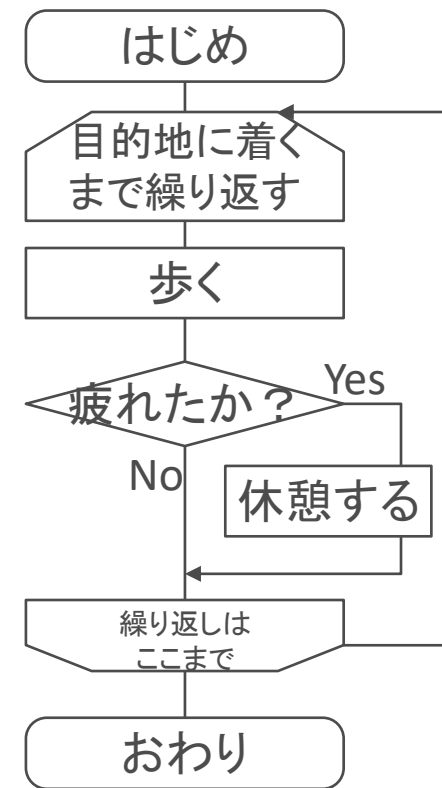 はじめ
目的地に着く
まで繰り返す
歩く
疲れたか？
Yes
No
休憩する
繰り返しは
ここまで
おわり